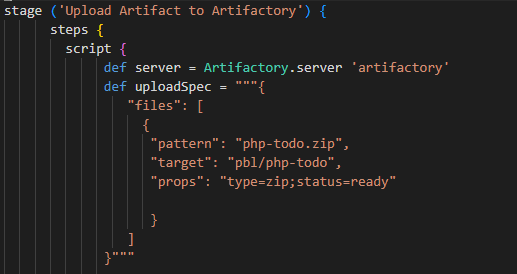 stage ('Upload Artifact to Artifactory') {
steps {
script {
def server = Artifactory.server 'artifactory'
def uploadSpec = """{
"files": [
{
"pattern": "php-todo.zip",
"target": "pbl/php-todo",
"props": "type=zip;status=ready"
}
]
}"""